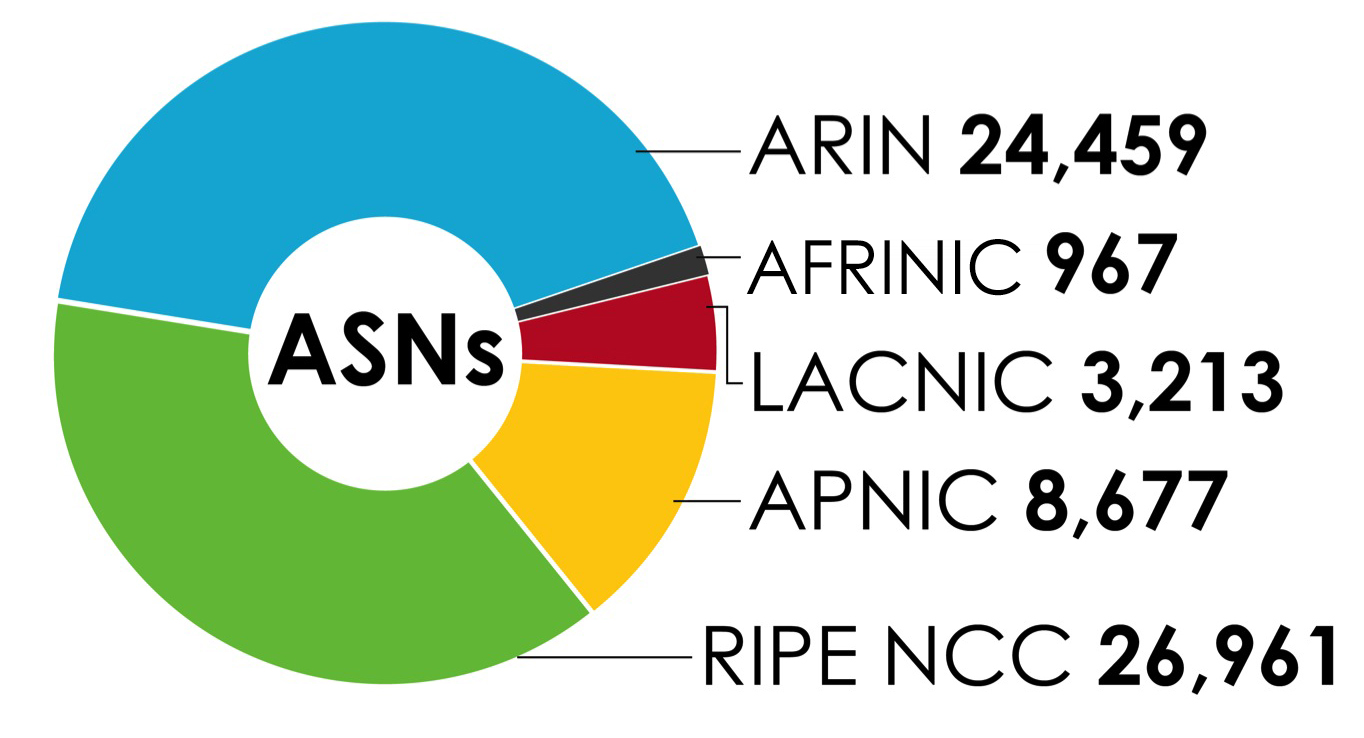 ARIN 24,459
AFRINIC 967
ASNs
LACNIC 3,213
APNIC 8,677
RIPE NCC 26,961